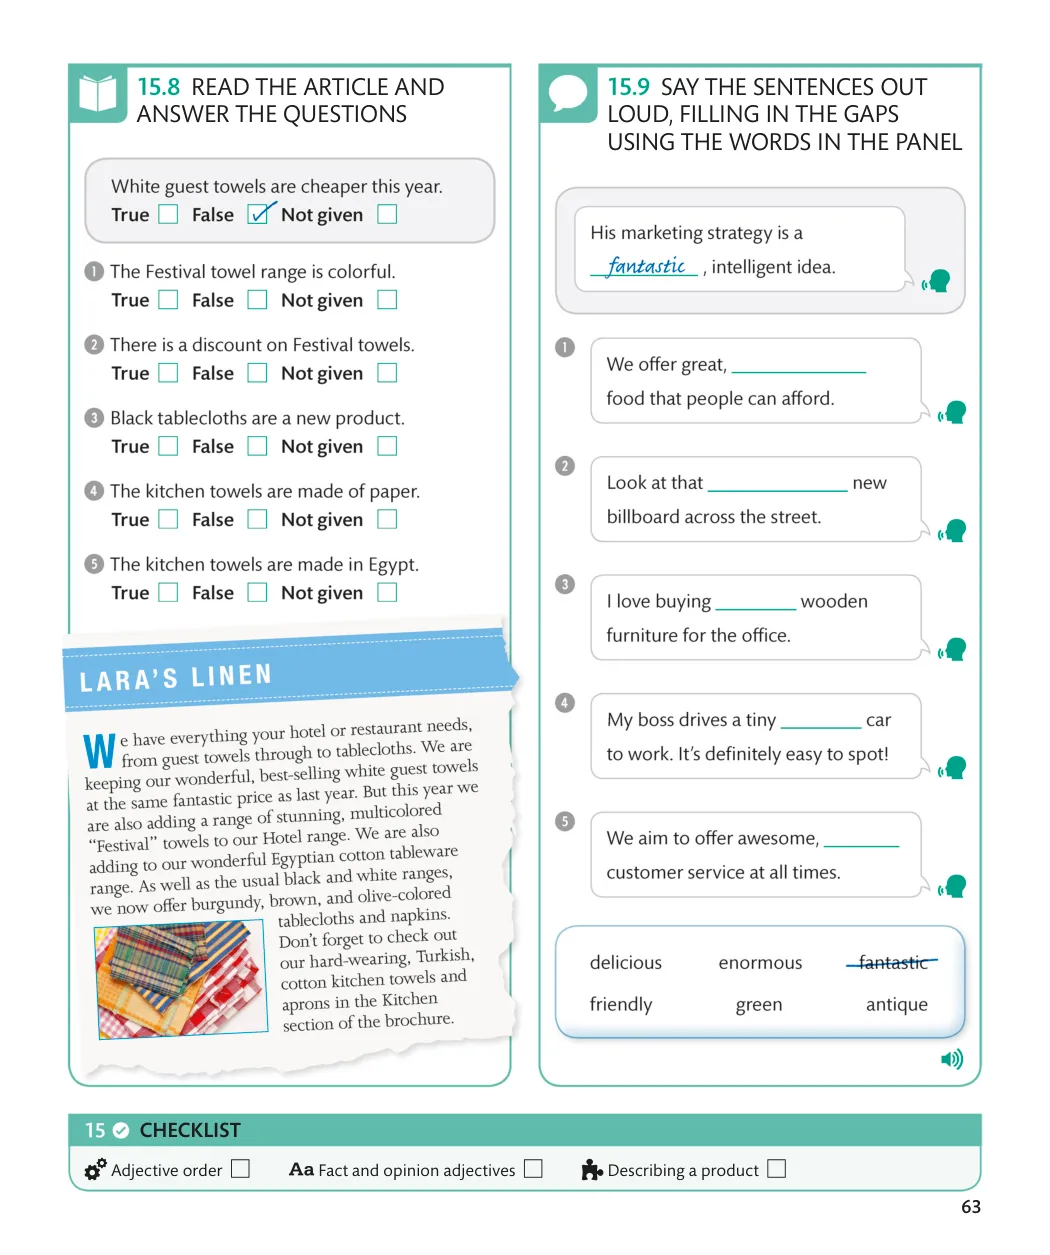 15.8 READ THE ARTICLE AND
ANSWER THE QUESTIONS
White guest towels are cheaper this year.
True False Not given
1 The Festival towel range is colorful.
True False Not given
2 There is a discount on Festival towels.
True False Not given
3 Black tablecloths are a new product.
True False Not given
4 The kitchen towels are made of paper.
True False Not given
5 The kitchen towels are made in Egypt.
True False Not given
LARA'S LINEN
We have everything your hotel or restaurant needs,
from guest towels through to tablecloths. We are
keeping our wonderful, best-selling white guest towels
at the same fantastic price as last year. But this year we
are also adding a range of stunning, multicolored
“Festival” towels to our Hotel range. We are also
adding to our wonderful Egyptian cotton tableware
range. As well as the usual black and white ranges,
we now offer burgundy, brown, and olive-colored
tablecloths and napkins.
Don't forget to check out
our hard-wearing, Turkish,
cotton kitchen towels and
aprons in the Kitchen
section of the brochure.
15.9 SAY THE SENTENCES OUT
LOUD, FILLING IN THE GAPS
USING THE WORDS IN THE PANEL
His marketing strategy is a
fantastic , intelligent idea.
1 We offer great,
food that people can afford.
2 Look at that new
billboard across the street.
3 I love buying wooden
furniture for the office.
4 My boss drives a tiny car
to work. It's definitely easy to spot!
5 We aim to offer awesome,
customer service at all times.
delicious enormous fantastic
friendly green antique
15 CHECKLIST
Adjective order Aa Fact and opinion adjectives Describing a product
63